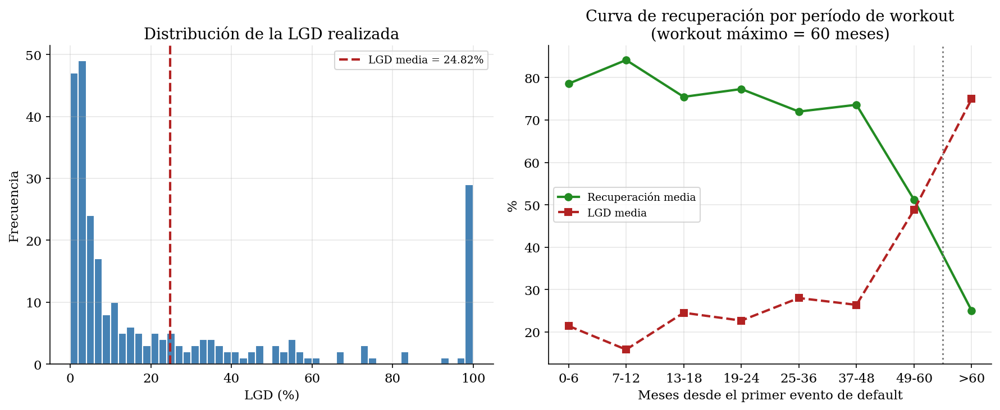 Distribución de la LGD realizada
50
40
30
20
10
0
Frecuencia
LGD media = 24.82%
0 20 40 60 80 100
LGD (%)
Curva de recuperación por período de workout
(workout máximo = 60 meses)
80
70
60
50
40
30
20
%
Recuperación media
LGD media
0-6 7-12 13-18 19-24 25-36 37-48 49-60 >60
Meses desde el primer evento de default